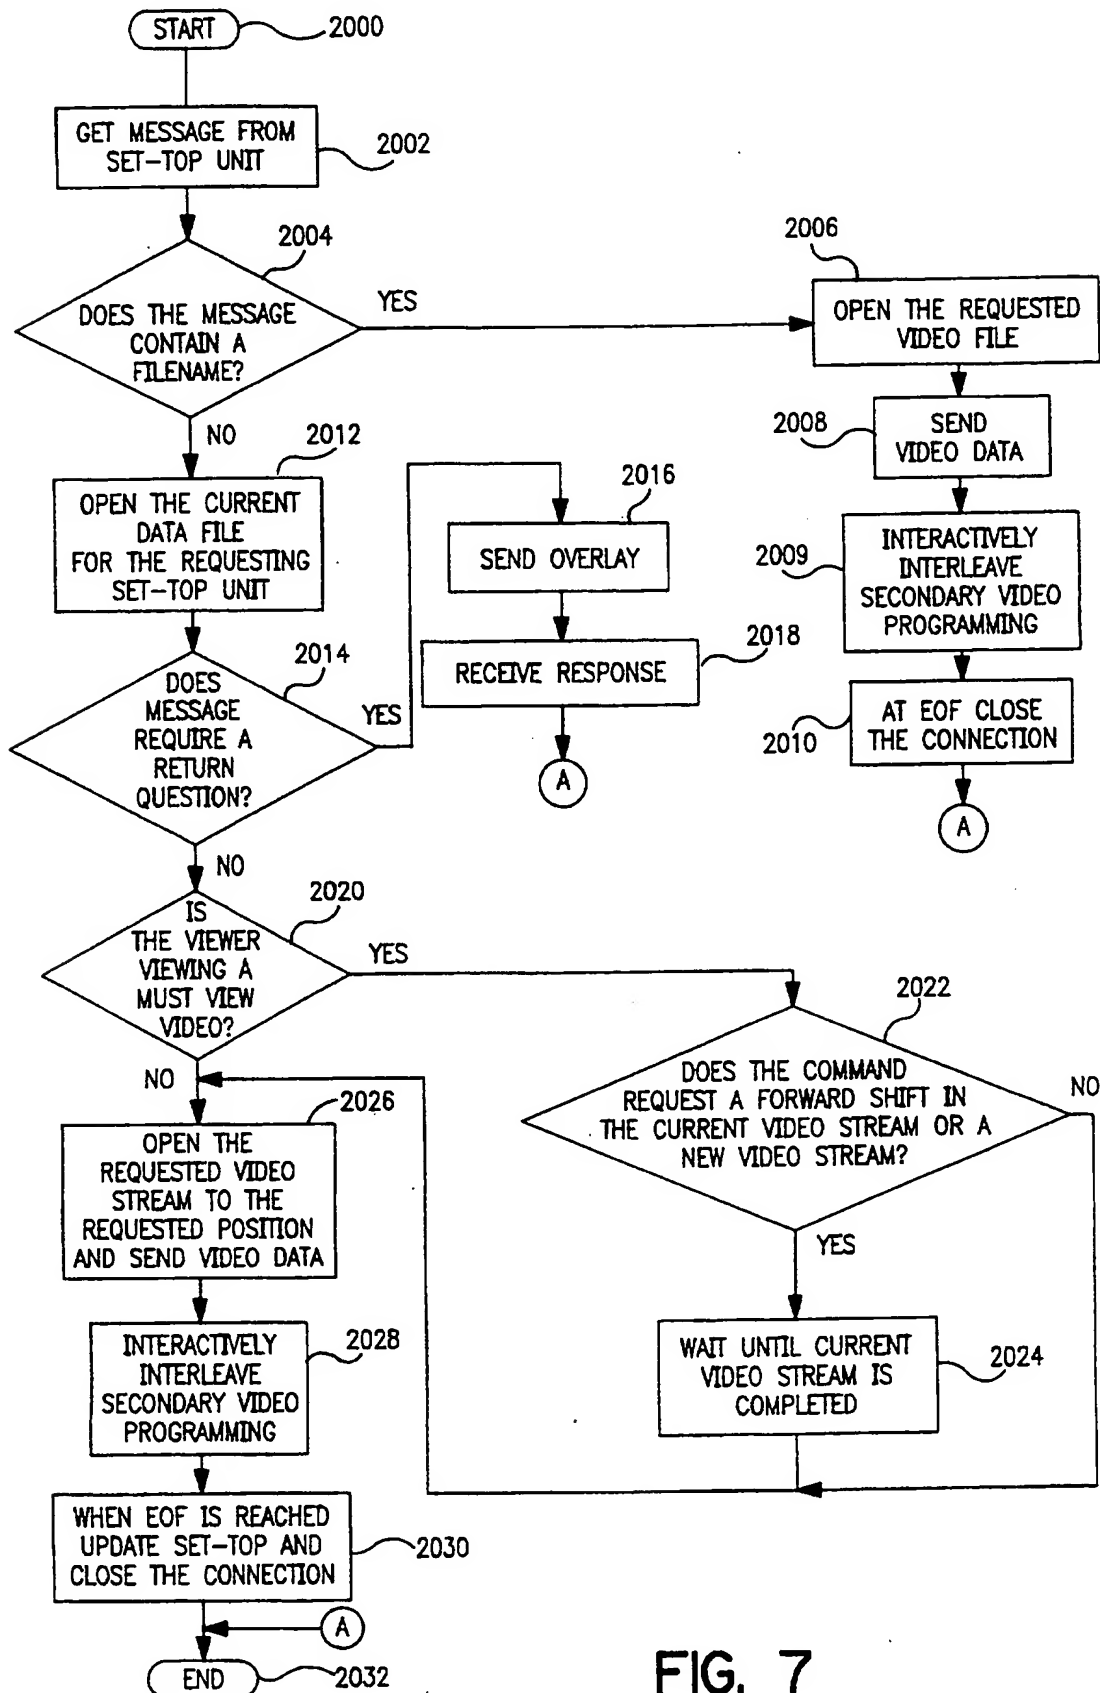 START
2000
GET MESSAGE FROM
SET-TOP UNIT
2002
2004
DOES THE MESSAGE
CONTAIN A
FILENAME?
YES
NO
2006
OPEN THE REQUESTED
VIDEO FILE
2008
SEND
VIDEO DATA
2009
INTERACTIVELY
INTERLEAVE
SECONDARY VIDEO
PROGRAMMING
2010
AT EOF CLOSE
THE CONNECTION
A
2012
OPEN THE CURRENT
DATA FILE
FOR THE REQUESTING
SET-TOP UNIT
2014
DOES
MESSAGE
REQUIRE A
RETURN
QUESTION?
YES
NO
2016
SEND OVERLAY
2018
RECEIVE RESPONSE
A
2020
IS
THE VIEWER
VIEWING A
MUST VIEW
VIDEO?
YES
NO
2022
DOES THE COMMAND
REQUEST A FORWARD SHIFT IN
THE CURRENT VIDEO STREAM OR A
NEW VIDEO STREAM?
NO
YES
2024
WAIT UNTIL CURRENT
VIDEO STREAM IS
COMPLETED
2026
OPEN THE
REQUESTED VIDEO
STREAM TO THE
REQUESTED POSITION
AND SEND VIDEO DATA
2028
INTERACTIVELY
INTERLEAVE
SECONDARY VIDEO
PROGRAMMING
WHEN EOF IS REACHED
UPDATE SET-TOP AND
CLOSE THE CONNECTION
2030
A
END
2032
FIG. 7